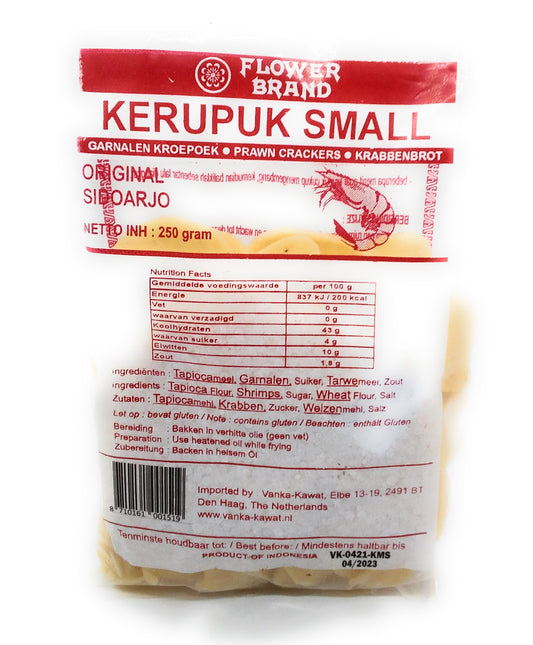 FLOWER
BRAND
KERUPUK SMALL
GARNALEN KROEPOEK ● PRAWN CRACKERS ● KRABBENBROT
ORIGINAL
SIDOARJO
NETTO INH : 250 gram
Nutrition Facts
Gemiddelde voedingswaarde per 100 g
Energie 837 kJ / 200 kcal
Vet 0 g
waarvan verzadigd 0 g
Koolhydraten 43 g
waarvan suiker 4 g
Eiwitten 10 g
Zout 1,8 g
Ingrediënten : Tapiocameel, Garnalen, Suiker, Tarwemeel, Zout
Ingredients : Tapioca Flour, Shrimps, Sugar, Wheat Flour, Salt
Zutaten : Tapiocamehl, Krabben, Zucker, Weizenmehl, Salz
Let op : bevat gluten / Note : contains gluten / Beachten : enthält Gluten
Bereiding : Bakken in verhitte olie (geen vet)
Preparation : Use heatened oil while frying
Zubereitung : Backen in heisem Öl
8 710161 001519
Imported by Vanka-Kawat, Elbe 13-19, 2491 BT
Den Haag, The Netherlands
www.vanka-kawat.nl
Tenminste houdbaar tot: / Best before: / Mindestens haltbar bis
PRODUCT OF INDONESIA VK-0421-KMS
04/2023